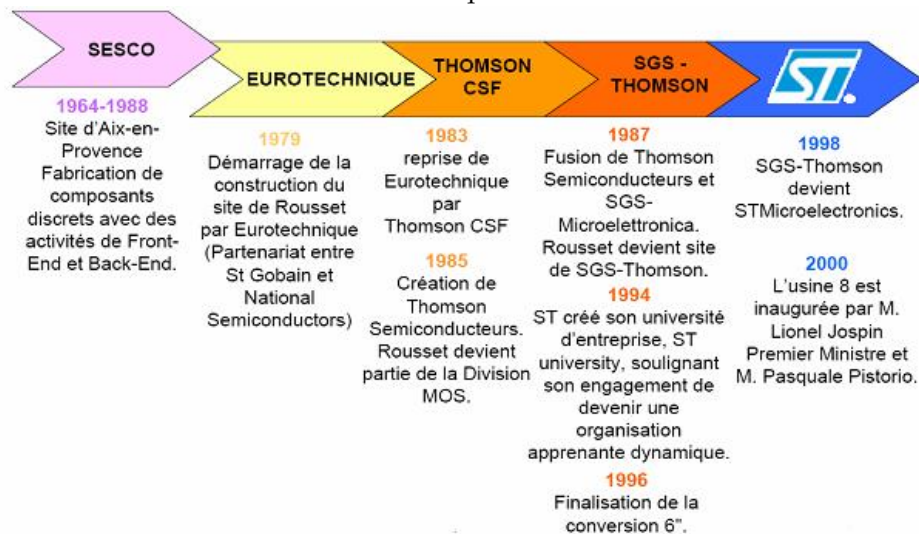 SESCO
1964-1988
Site d'Aix-en-
Provence
Fabrication de
composants
discrets avec des
activités de Front-
End et Back-End.
EUROTECHNIQUE
1979
Démarrage de la
construction du
site de Rousset
par Eurotechnique
(Partenariat entre
St Gobain et
National
Semiconductors)
THOMSON
CSF
1983
reprise de
Eurotechnique
par
Thomson CSF
1985
Création de
Thomson
Semiconducteurs.
Rousset devient
partie de la Division
MOS.
SGS -
THOMSON
1987
Fusion de Thomson
Semiconducteurs et
SGS-
Microelettronica.
Rousset devient site
de SGS-Thomson.
1994
ST créé son université
d'entreprise, ST
university, soulignant
son engagement de
devenir une
organisation
apprenante dynamique.
1996
Finalisation de la
conversion 6".
ST.
1998
SGS-Thomson
devient
STMicroelectronics.
2000
L'usine 8 est
inaugurée par M.
Lionel Jospin
Premier Ministre et
M. Pasquale Pistorio.